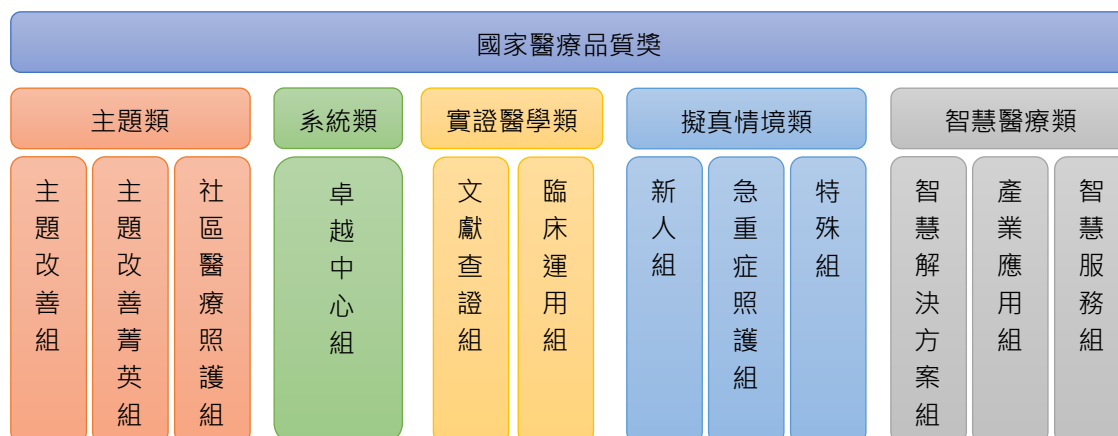 國家醫療品質獎
主題類
系統類
實證醫學類
擬真情境類
智慧醫療類
主題改善組
主題改善菁英組
社區醫療照護組
卓越中心組
文獻查證組
臨床運用組
新人組
急重症照護組
特殊組
智慧解決方案組
產業應用組
智慧服務組